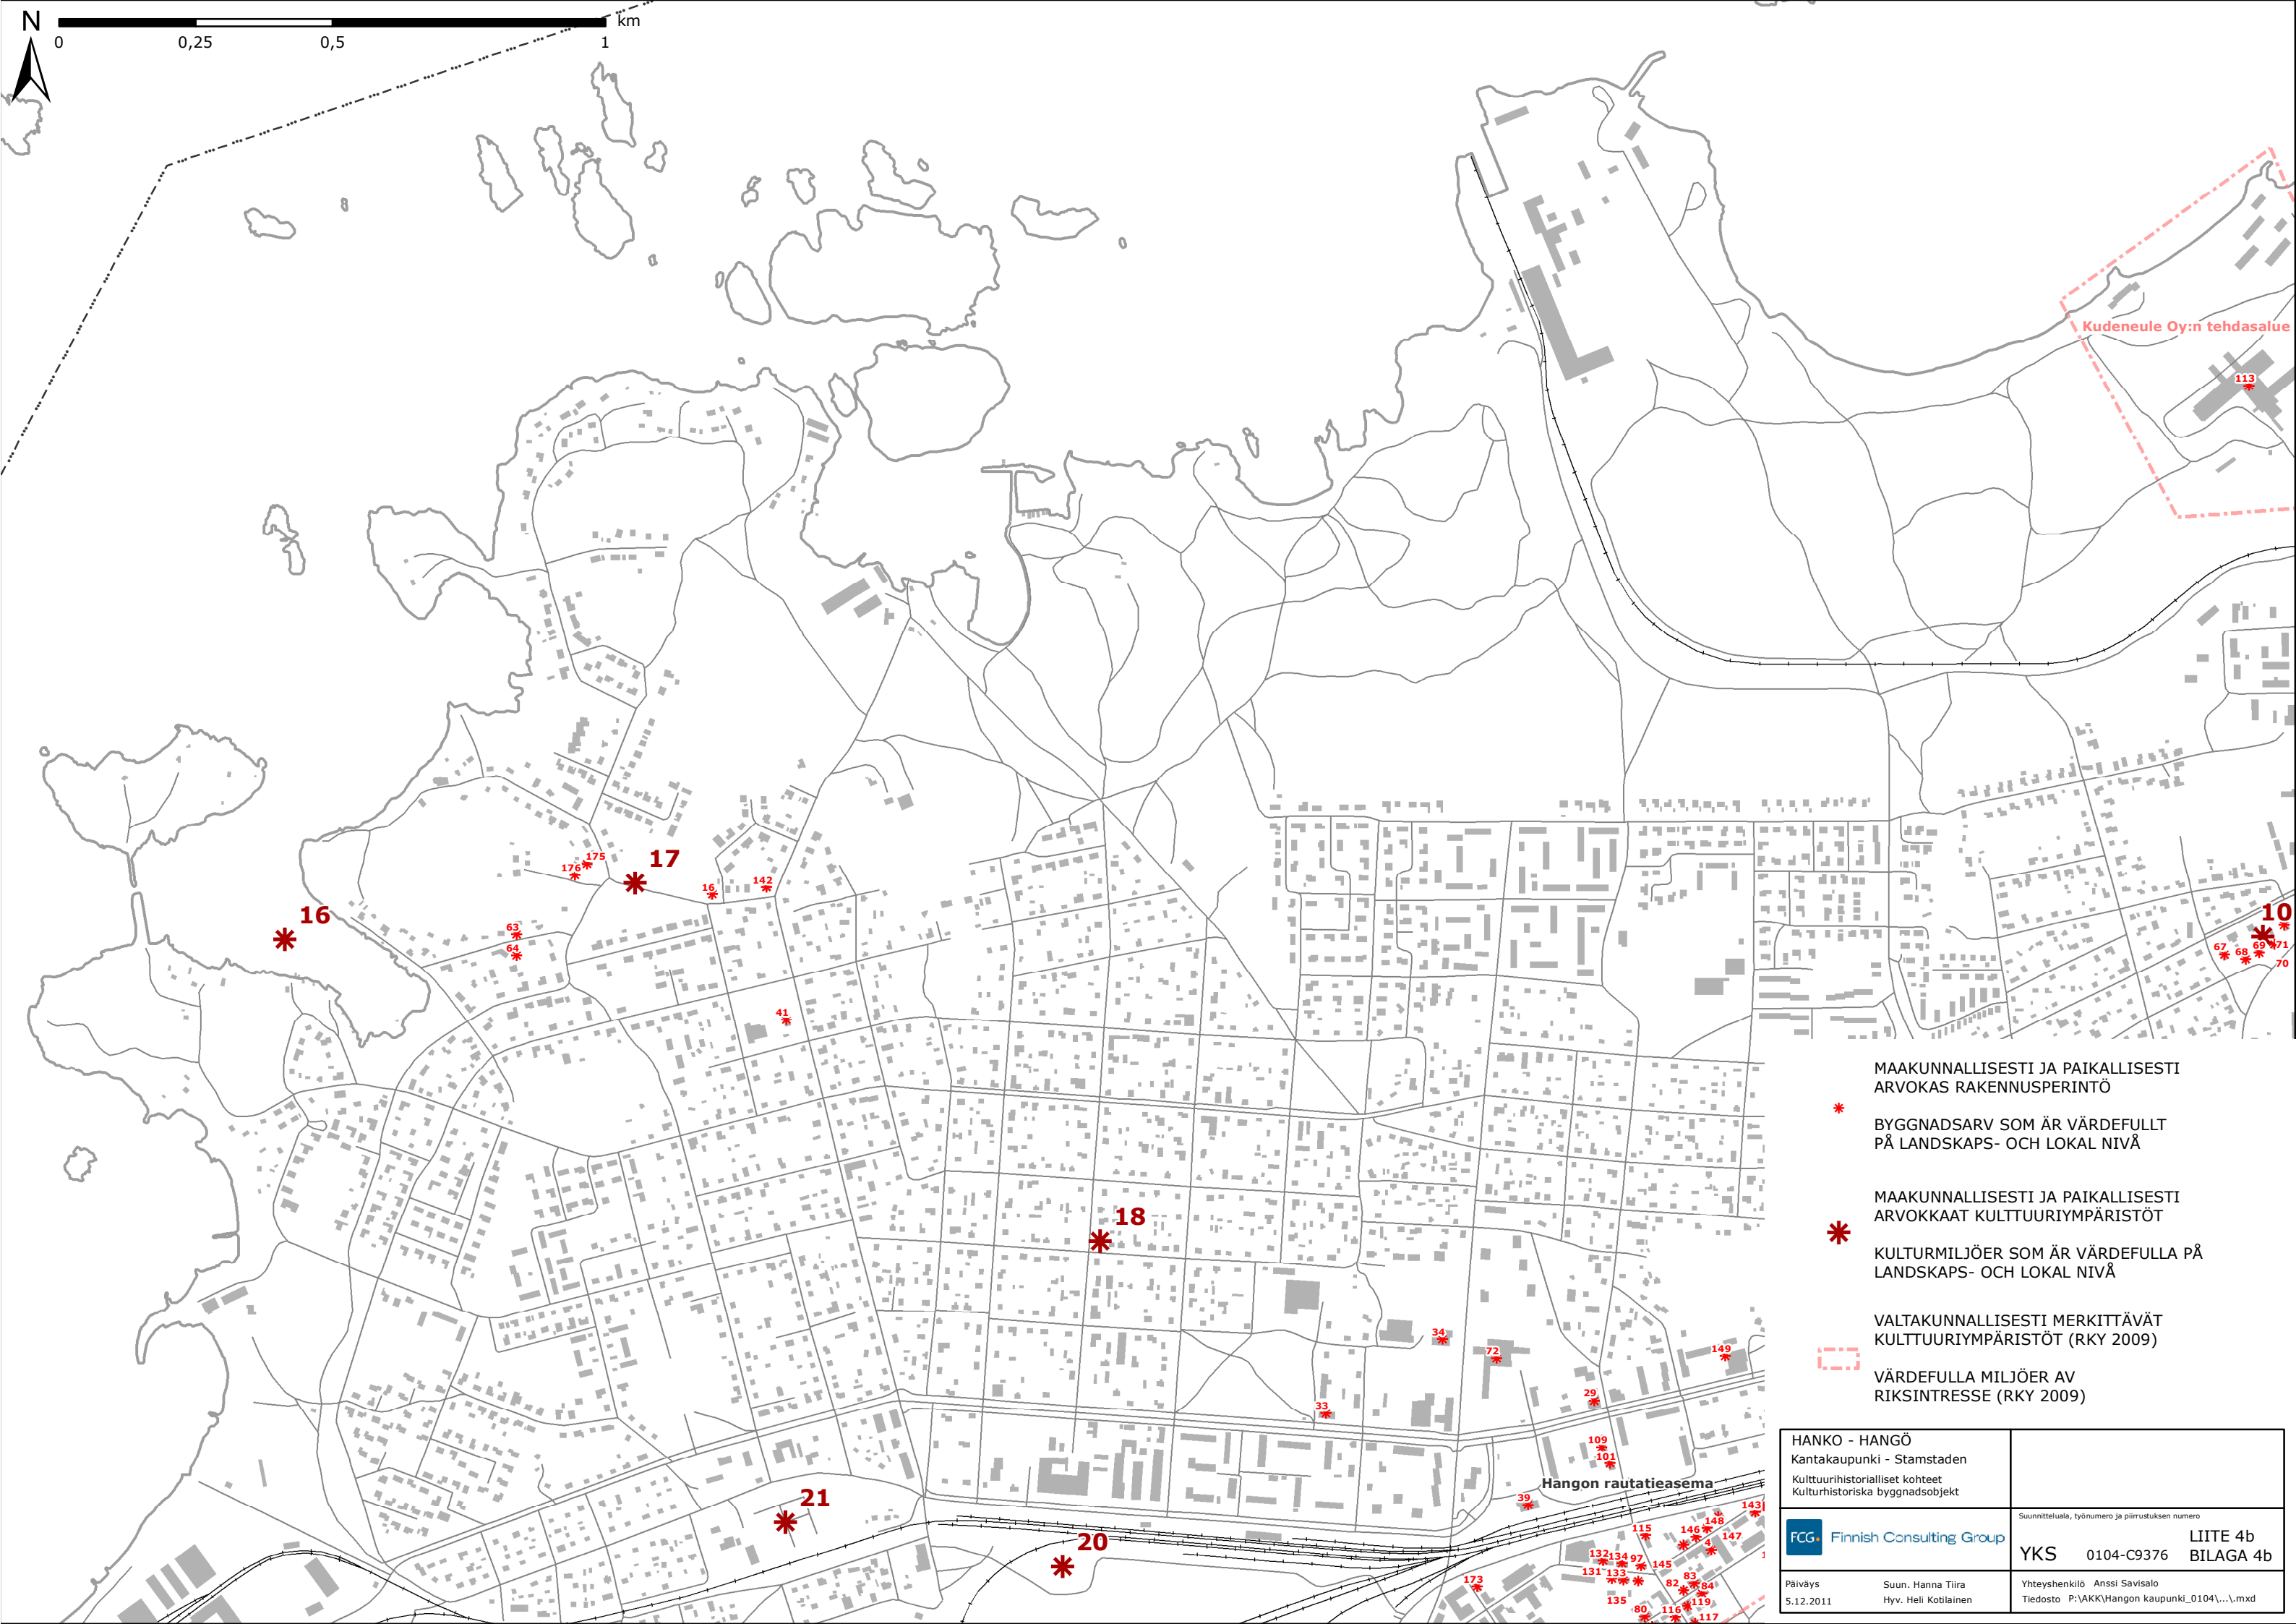 N
km
0
0,25
0,5
1
Kudeneule Oy:n tehdasalue
113
175
176
17
16
142
16
63
64
41
10
67
68
69
71
70
18
34
72
149
29
33
109
101
Hangon rautatieasema
39
21
20
143
148
146
147
115
4
132
134
97
145
131
133
135
173
82
83
84
119
80
116
117
MAAKUNNALLISESTI JA PAIKALLISESTI
ARVOKAS RAKENNUSPERINTÖ
BYGGNADSARV SOM ÄR VÄRDEFULLT
PÅ LANDSKAPS- OCH LOKAL NIVÅ
MAAKUNNALLISESTI JA PAIKALLISESTI
ARVOKKAAT KULTTUURIYMPÄRISTÖT
KULTURMILJÖER SOM ÄR VÄRDEFULLA PÅ
LANDSKAPS- OCH LOKAL NIVÅ
VALTAKUNNALLISESTI MERKITTÄVÄT
KULTTUURIYMPÄRISTÖT (RKY 2009)
VÄRDEFULLA MILJÖER AV
RIKSINTRESSE (RKY 2009)
HANKO - HANGÖ
Kantakaupunki - Stamstaden
Kulttuurihistorialliset kohteet
Kulturhistoriska byggnadsobjekt
FCG. Finnish Consulting Group
Suunnitteluala, työnumero ja piirrustuksen numero
YKS 0104-C9376 LIITE 4b
BILAGA 4b
Päiväys Suun. Hanna Tiira
5.12.2011 Hyv. Heli Kotilainen
Yhteyshenkilö Anssi Savisalo
Tiedosto P:\AKK\Hangon kaupunki_0104\...\.mxd